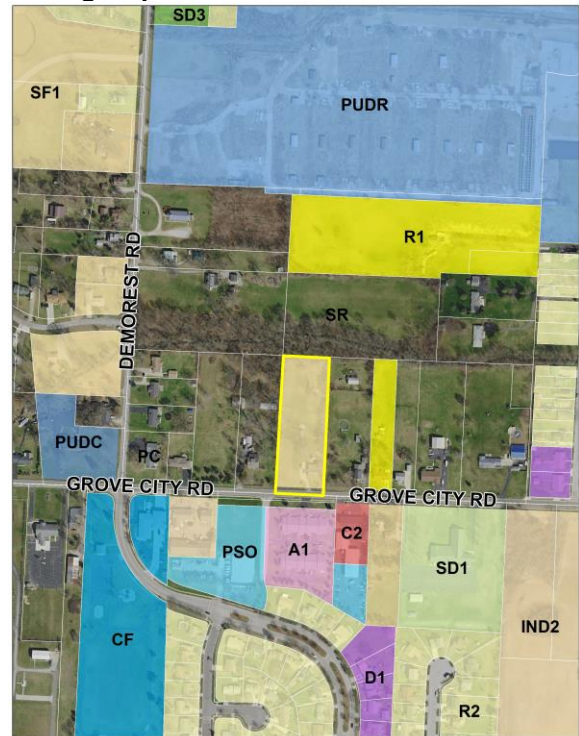 SD3
SF1
PUDR
R1
DEMOREST RD
SR
PUDC
PC
GROVE CITY RD
GROVE CITY RD
C2
PSO
A1
SD1
CF
IND2
D1
R2